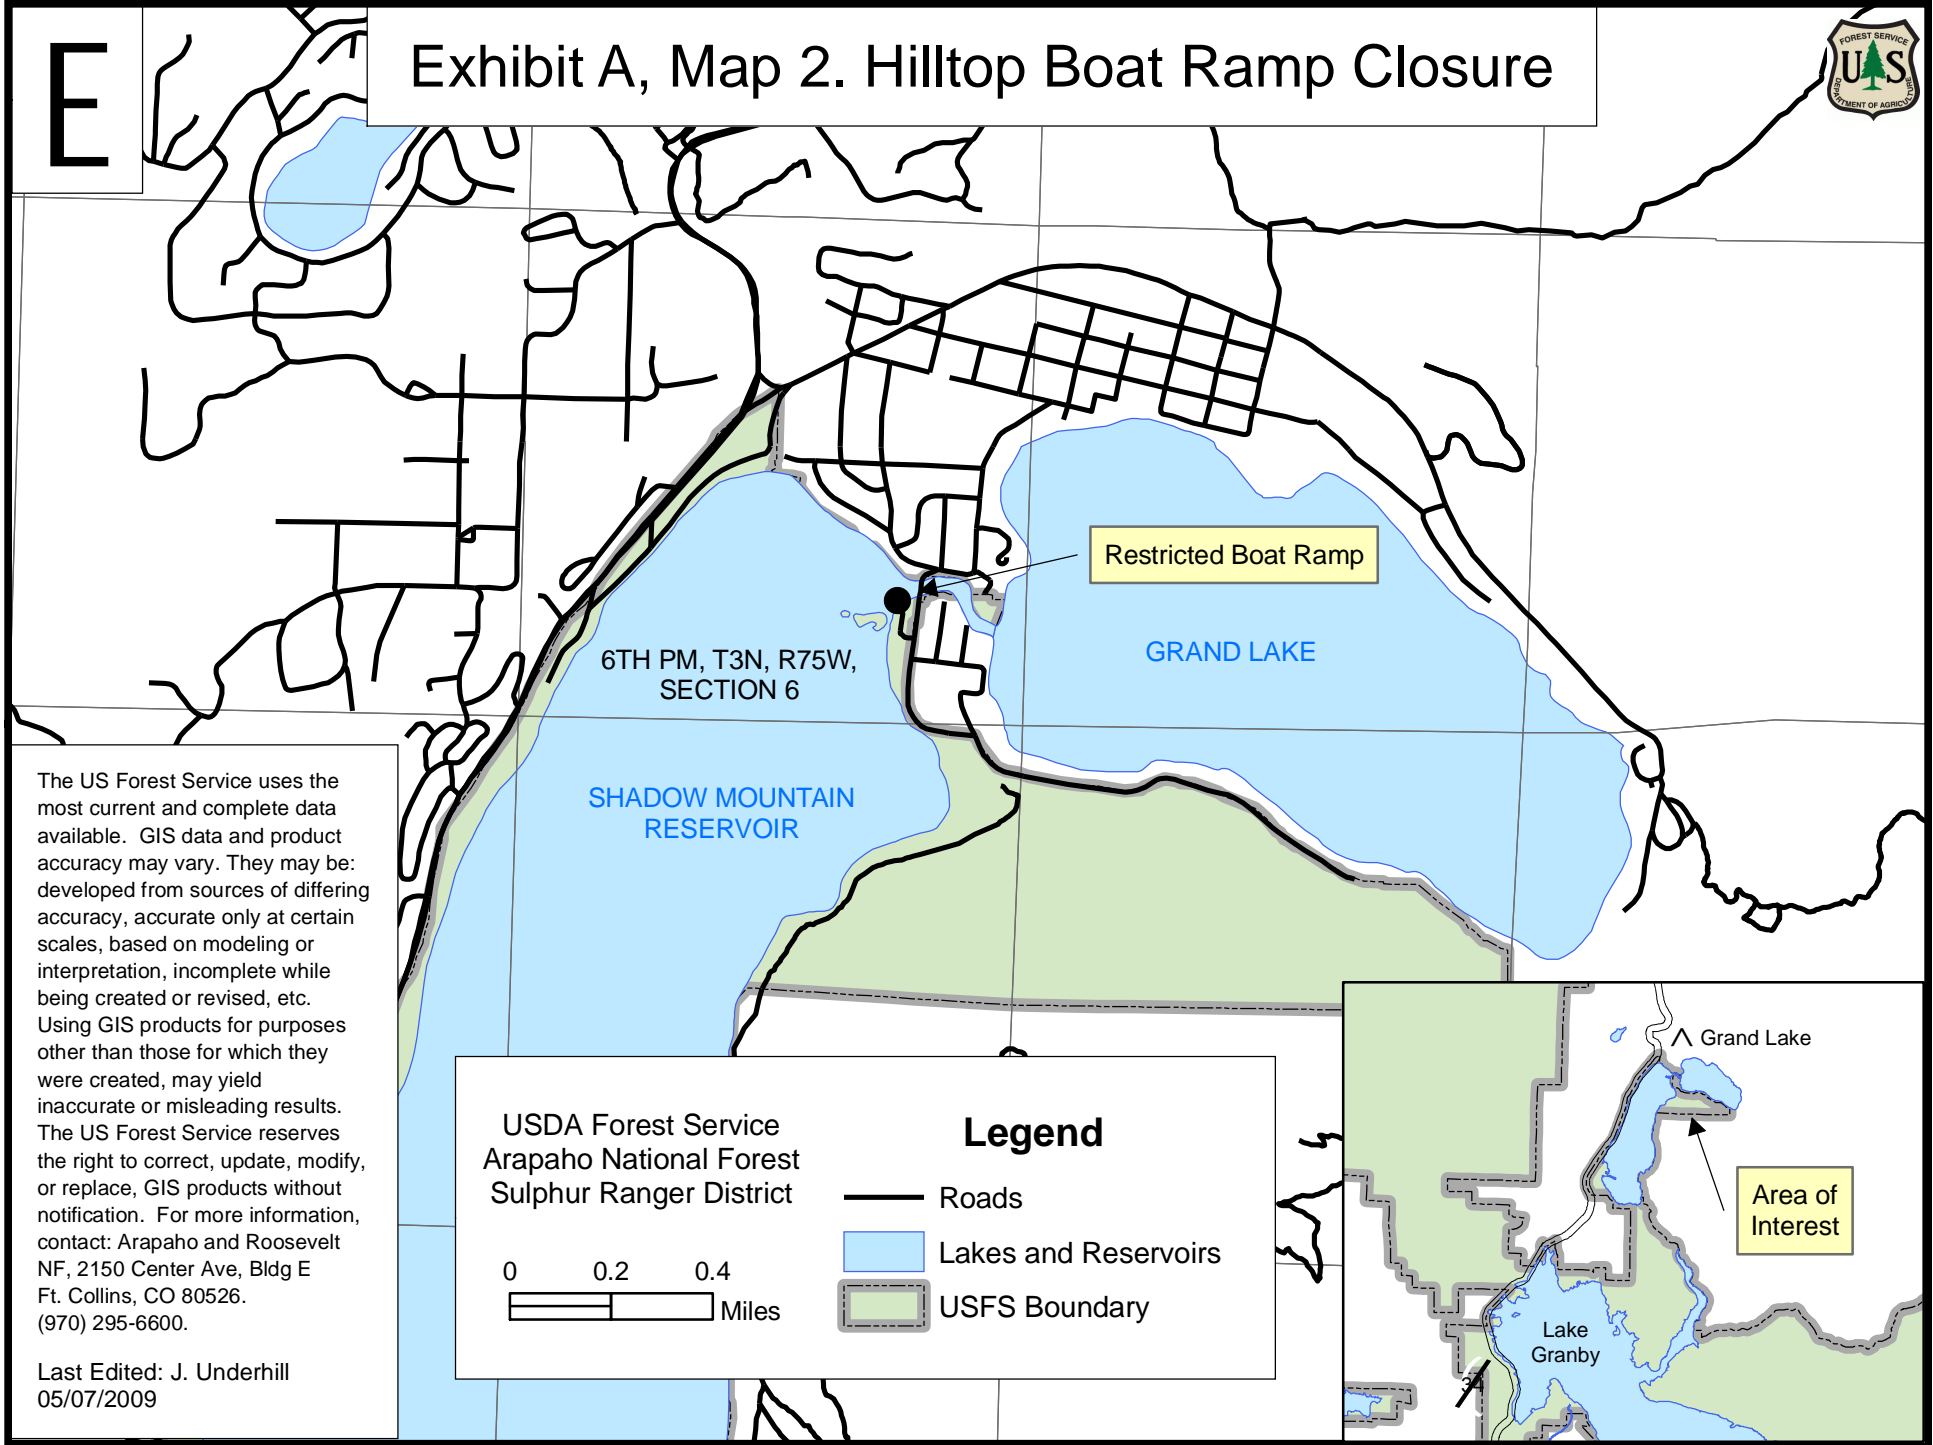 E
Exhibit A, Map 2. Hilltop Boat Ramp Closure
FOREST SERVICE
U S
DEPARTMENT OF AGRICULTURE
Restricted Boat Ramp
GRAND LAKE
6TH PM, T3N, R75W,
SECTION 6
SHADOW MOUNTAIN
RESERVOIR
The US Forest Service uses the
most current and complete data
available.  GIS data and product
accuracy may vary. They may be:
developed from sources of differing
accuracy, accurate only at certain
scales, based on modeling or
interpretation, incomplete while
being created or revised, etc.
Using GIS products for purposes
other than those for which they
were created, may yield
inaccurate or misleading results.
The US Forest Service reserves
the right to correct, update, modify,
or replace, GIS products without
notification.  For more information,
contact: Arapaho and Roosevelt
NF, 2150 Center Ave, Bldg E
Ft. Collins, CO 80526.
(970) 295-6600.
Last Edited: J. Underhill
05/07/2009
USDA Forest Service
Arapaho National Forest
Sulphur Ranger District
0 0.2 0.4
Miles
Legend
Roads
Lakes and Reservoirs
USFS Boundary
Grand Lake
Area of
Interest
Lake
Granby
34